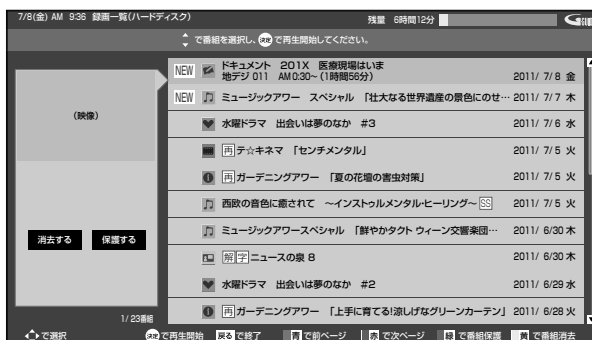 7/8(金) AM 9:36 録画一覧(ハードディスク)
残量 6時間12分
で番組を選択し、決定で再生開始してください。
NEW ドキュメント 201X 医療現場はいま
地デジ 011 AM0:30~(1時間56分) 2011/ 7/ 8 金
NEW ミュージックアワー スペシャル 「壮大なる世界遺産の景色にのせ… 2011/ 7/ 7 木
水曜ドラマ 出会いは夢のなか #3 2011/ 7/ 6 水
再 テ☆キネマ 「センチメンタル」 2011/ 7/ 5 火
再 ガーデニングアワー 「夏の花壇の害虫対策」 2011/ 7/ 5 火
西欧の音色に癒されて ~インストゥルメンタル・ヒーリング~ SS 2011/ 7/ 5 火
ミュージックアワースペシャル 「鮮やかタクト ウィーン交響楽団… 2011/ 6/30 木
解 字 ニュースの泉 8 2011/ 6/30 木
水曜ドラマ 出会いは夢のなか #2 2011/ 6/29 水
再 ガーデニングアワー 「上手に育てる!涼しげなグリーンカーテン」 2011/ 6/28 火
(映像)
消去する 保護する
1/ 23番組
で選択 決定で再生開始 戻る で終了 青 で前ページ 赤 で次ページ 緑 で番組保護 黄 で番組消去